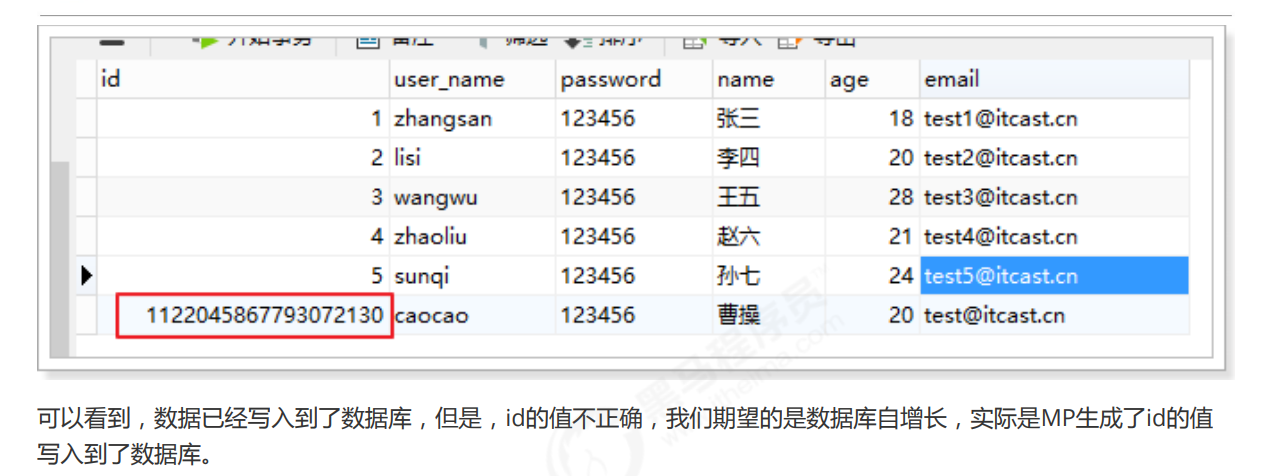 开始事务 备注 筛选 排序 导入 导出
id user_name password name age email
1 zhangsan 123456 张三 18 test1@itcast.cn
2 lisi 123456 李四 20 test2@itcast.cn
3 wangwu 123456 王五 28 test3@itcast.cn
4 zhaoliu 123456 赵六 21 test4@itcast.cn
5 sunqi 123456 孙七 24 test5@itcast.cn
1122045867793072130 caocao 123456 曹操 20 test@itcast.cn
黑马程序员
可以看到，数据已经写入到了数据库，但是，id的值不正确，我们期望的是数据库自增长，实际是MP生成了id的值
写入到了数据库。